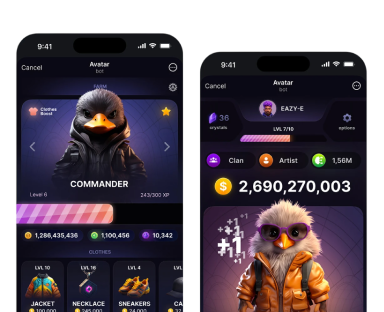 9:41
Cancel
Avatar
bot
FARM
Clothes
Boost
COMMANDER
Level 6
243/300 XP
1,286,435,436
1,100,456
10,342
CLOTHES
LVL 10
JACKET
100 000
LVL 16
NECKLACE
245 000
LVL 4
SNEAKERS
24 000
LVL
CA
9:41
Cancel
Avatar
bot
36
crystals
EAZY-E
LVL 7/10
options
Clan
Artist
1,56M
2,690,270,003
+1
+1
+1
+1